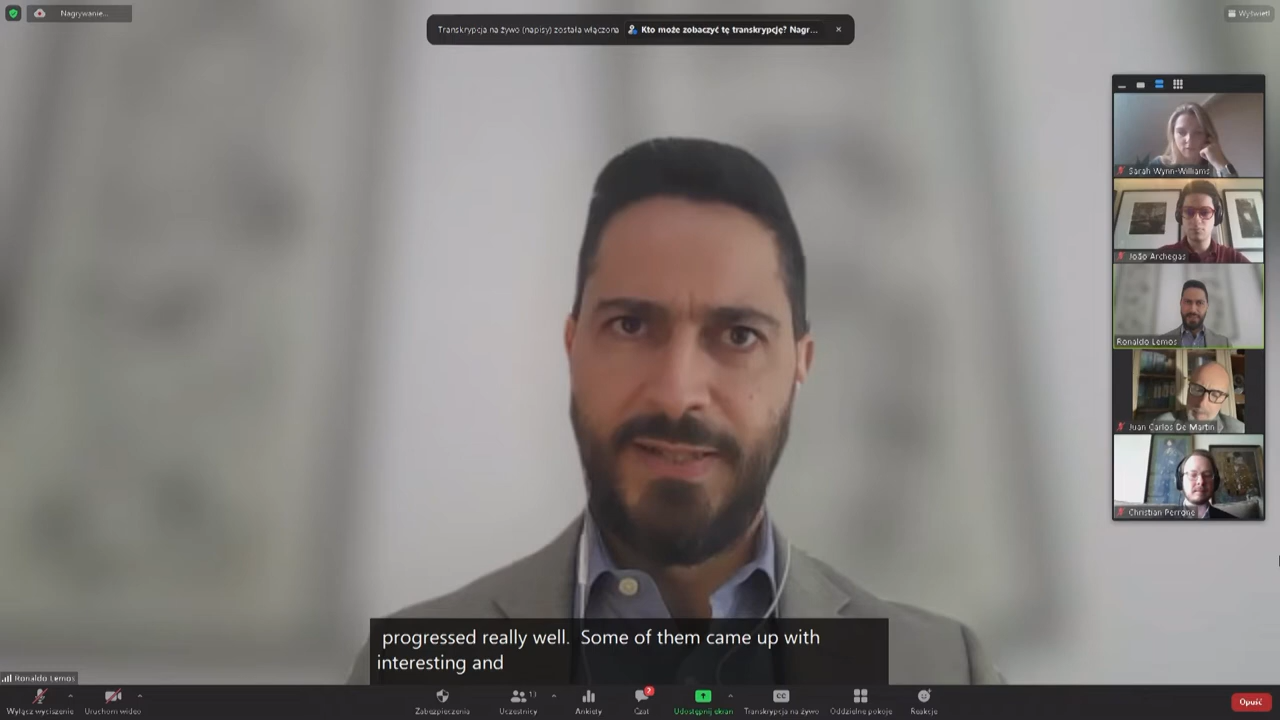 Nagrywanie...
Transkrypcja na żywo (napisy) została włączona
Kto może zobaczyć tę transkrypcję? Nagr...
Wyświetl
Sarah Wynn-Williams
João Archegas
Ronaldo Lemos
Juan Carlos De Martin
Christian Perrone
progressed really well. Some of them came up with
interesting and
Ronaldo Lemos
Wyłącz wyciszenie
Uruchom wideo
Zabezpieczenia
Uczestnicy
Ankiety
2
Czat
Udostępnij ekran
CC
Transkrypcja na żywo
Oddzielne pokoje
Reakcje
Opuść